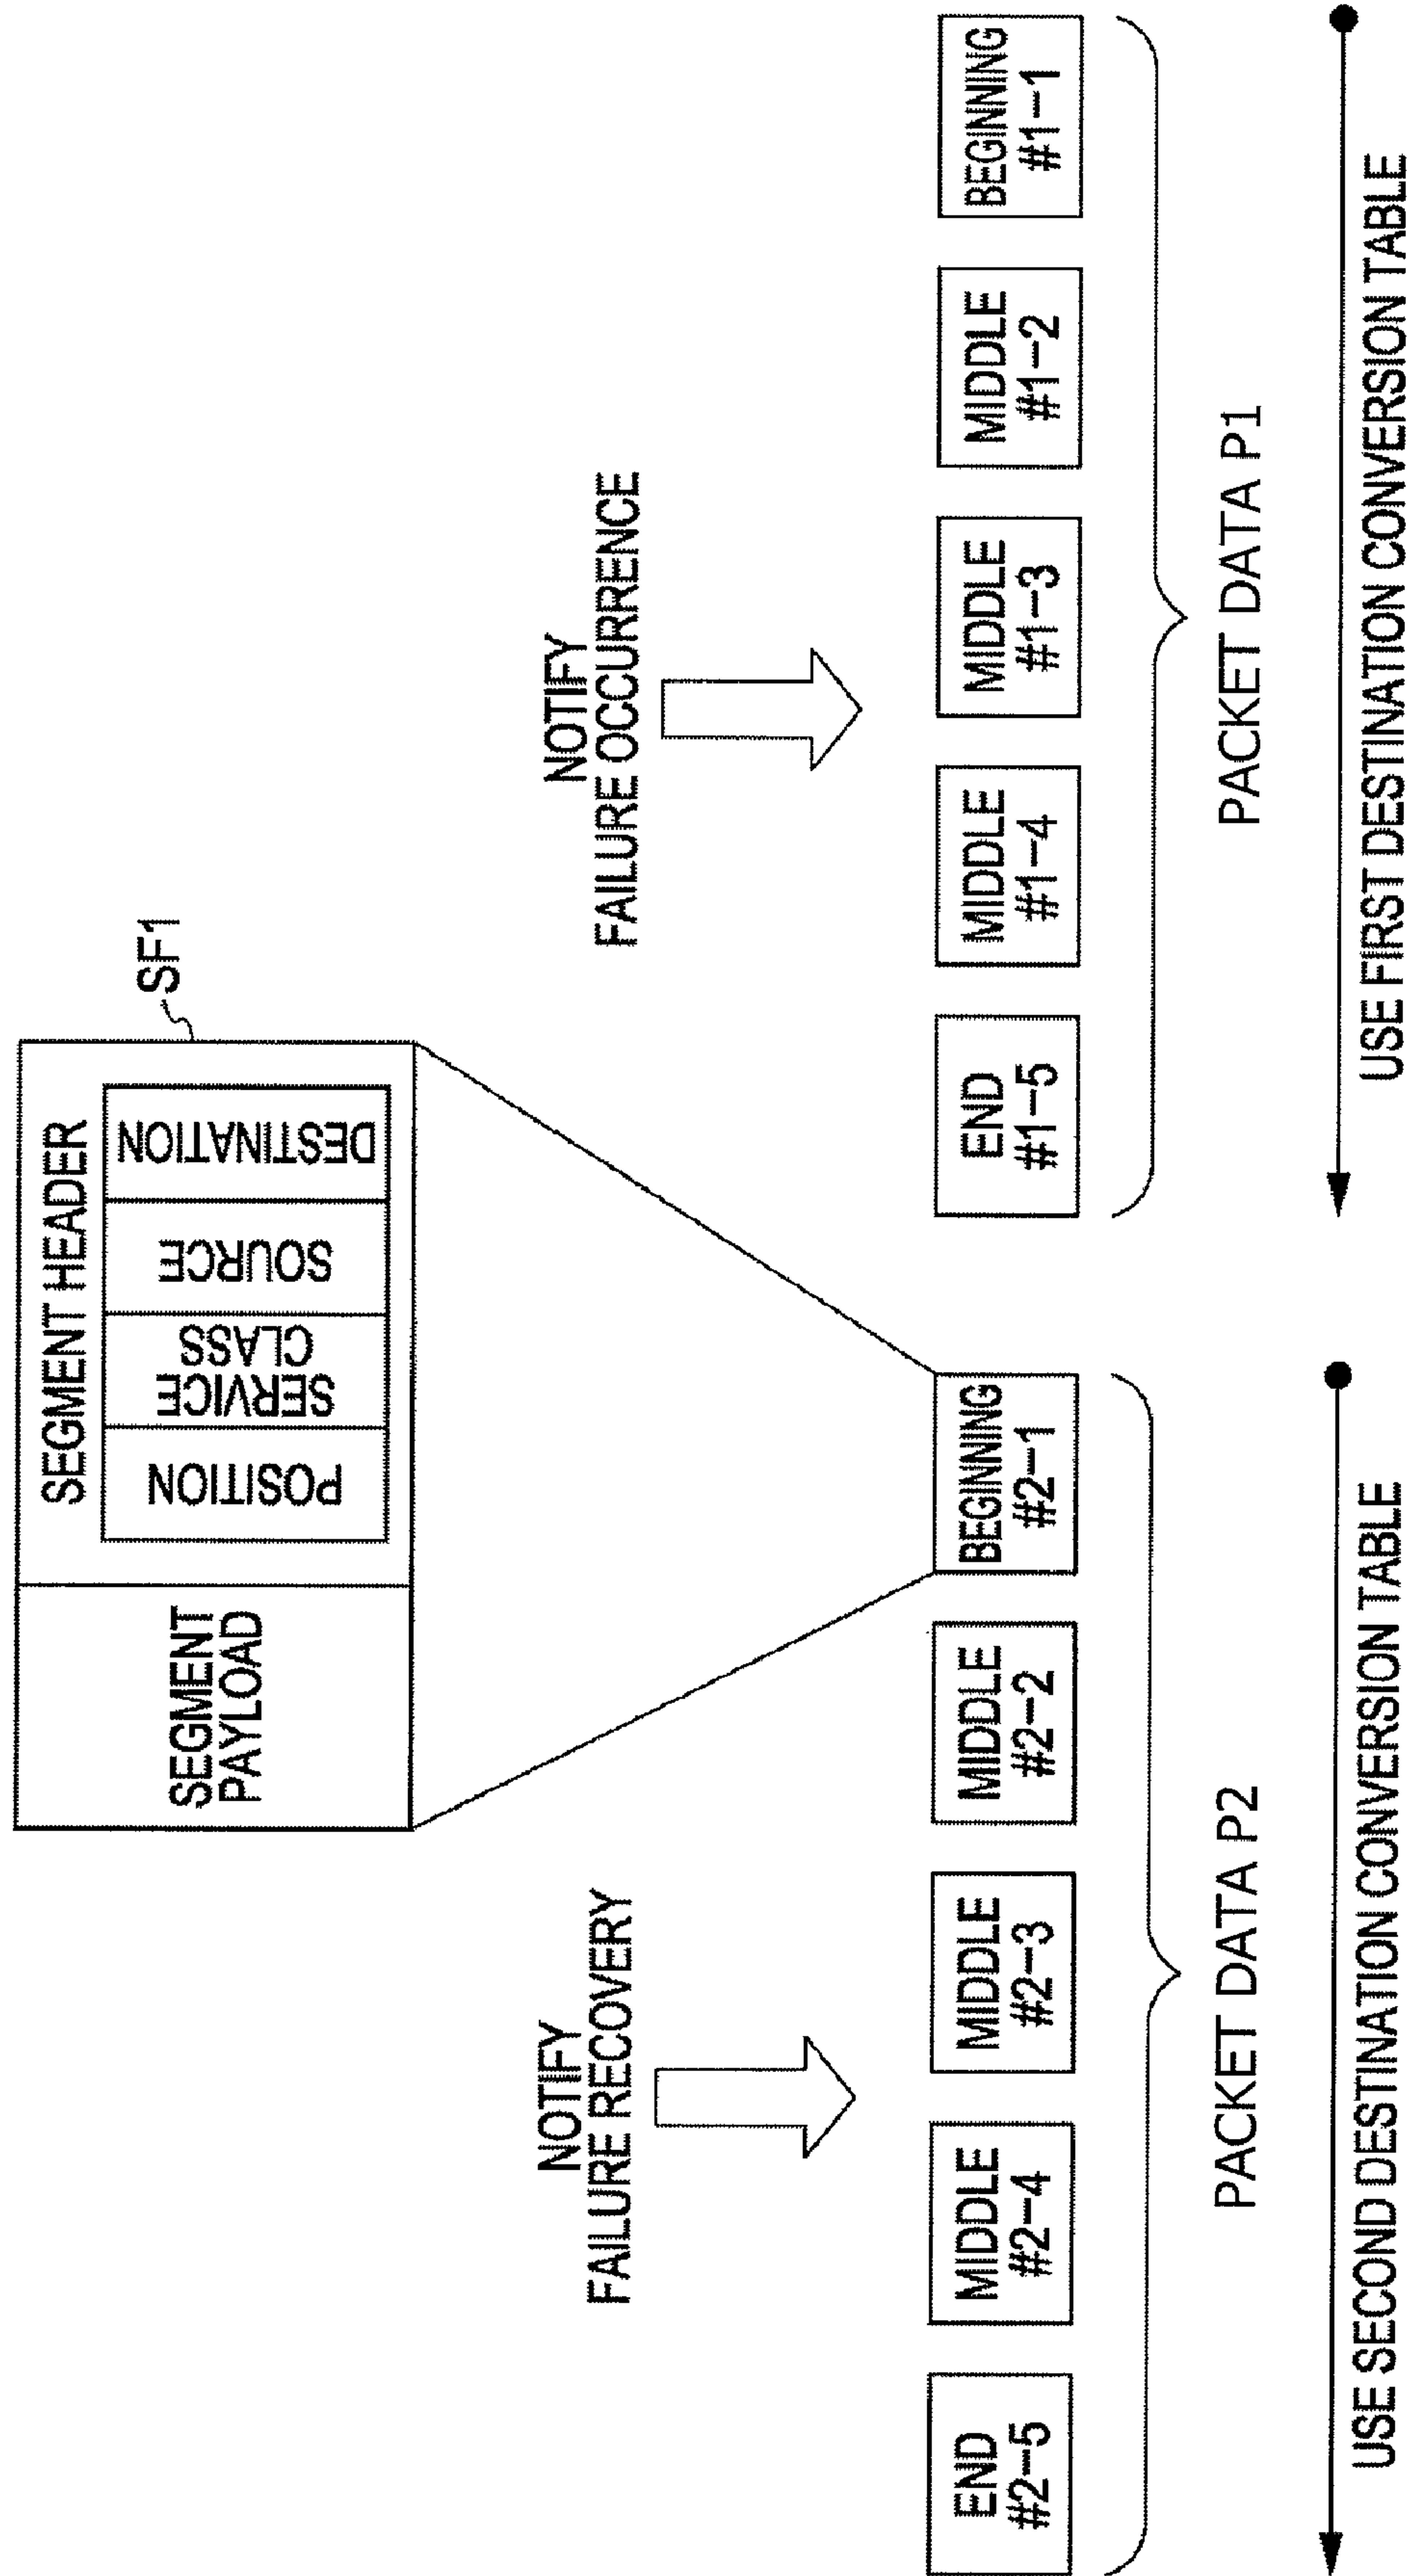 SF1
SEGMENT
PAYLOAD
SEGMENT HEADER
POSITION
SERVICE
CLASS
SOURCE
DESTINATION
NOTIFY
FAILURE RECOVERY
NOTIFY
FAILURE OCCURRENCE
END
#2-5
MIDDLE
#2-4
MIDDLE
#2-3
MIDDLE
#2-2
BEGINNING
#2-1
END
#1-5
MIDDLE
#1-4
MIDDLE
#1-3
MIDDLE
#1-2
BEGINNING
#1-1
PACKET DATA P2
PACKET DATA P1
USE SECOND DESTINATION CONVERSION TABLE
USE FIRST DESTINATION CONVERSION TABLE